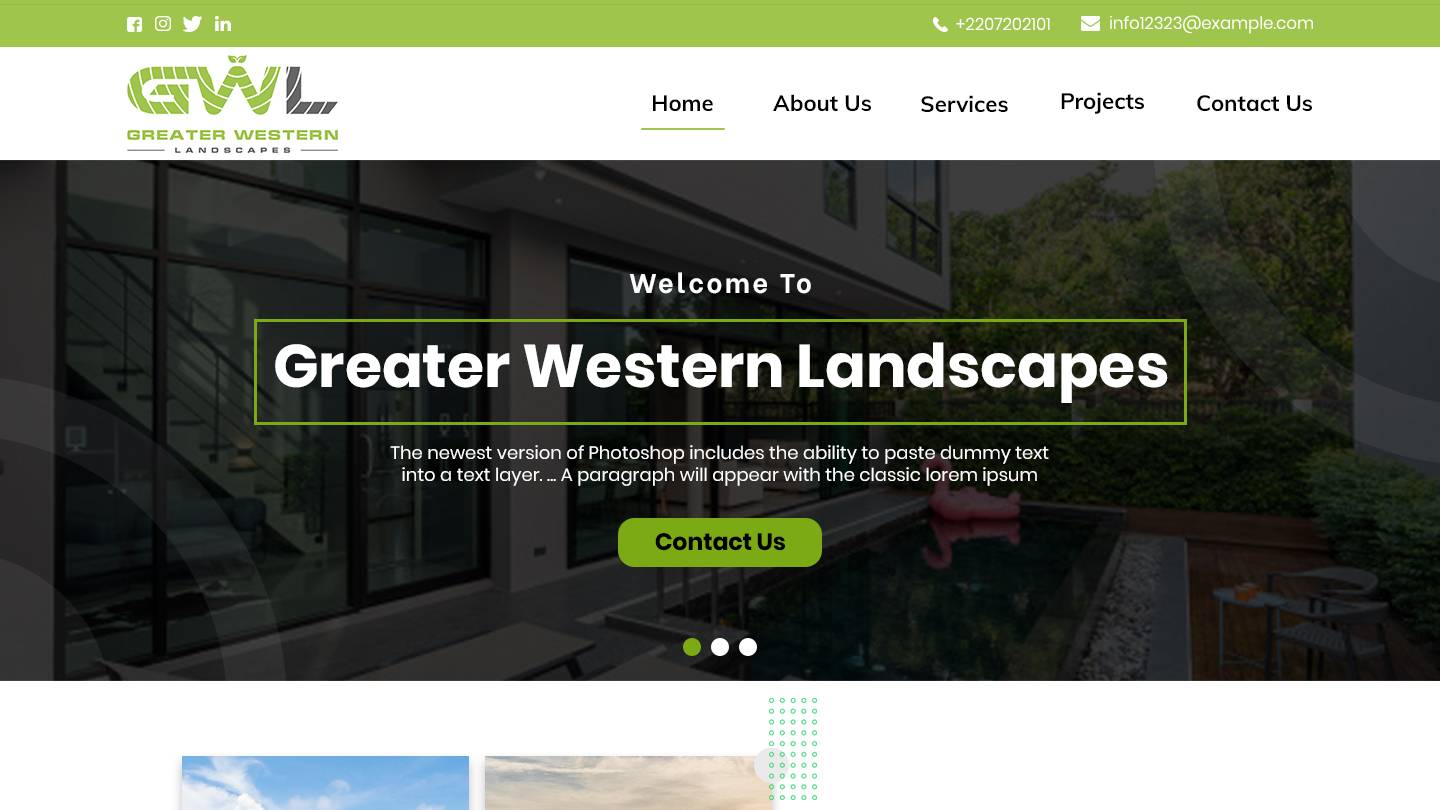 +2207202101
info12323@example.com
GWL
GREATER WESTERN
LANDSCAPES
Home
About Us
Services
Projects
Contact Us
Welcome To
Greater Western Landscapes
The newest version of Photoshop includes the ability to paste dummy text
into a text layer. ... A paragraph will appear with the classic lorem ipsum
Contact Us